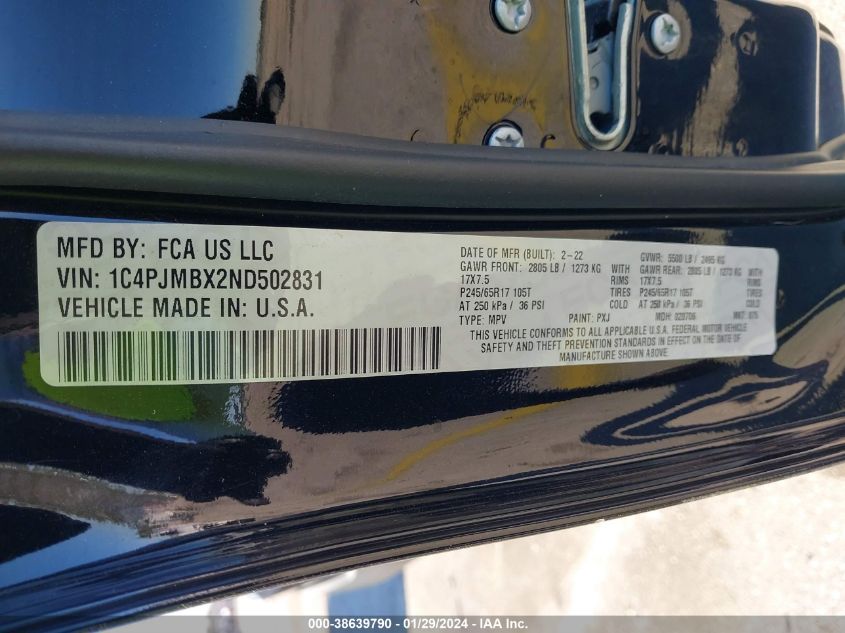 MFD BY: FCA US LLC
VIN: 1C4PJMBX2ND502831
VEHICLE MADE IN: U.S.A.
DATE OF MFR (BUILT): 2-22 GVWR: 5500 LB / 2495 KG
GAWR FRONT: 2805 LB / 1273 KG WITH GAWR REAR: 2805 LB / 1273 KG WITH
17X7.5 RIMS 17X7.5 RIMS
P245/65R17 105T TIRES P245/65R17 105T TIRES
AT 250 kPa / 36 PSI COLD AT 250 kPa / 36 PSI COLD
TYPE: MPV PAINT: PXJ MDH: 020706 MKT: 075
THIS VEHICLE CONFORMS TO ALL APPLICABLE U.S.A. FEDERAL MOTOR VEHICLE
SAFETY AND THEFT PREVENTION STANDARDS IN EFFECT ON THE DATE OF
MANUFACTURE SHOWN ABOVE.
000-38639790 - 01/29/2024 - IAA Inc.